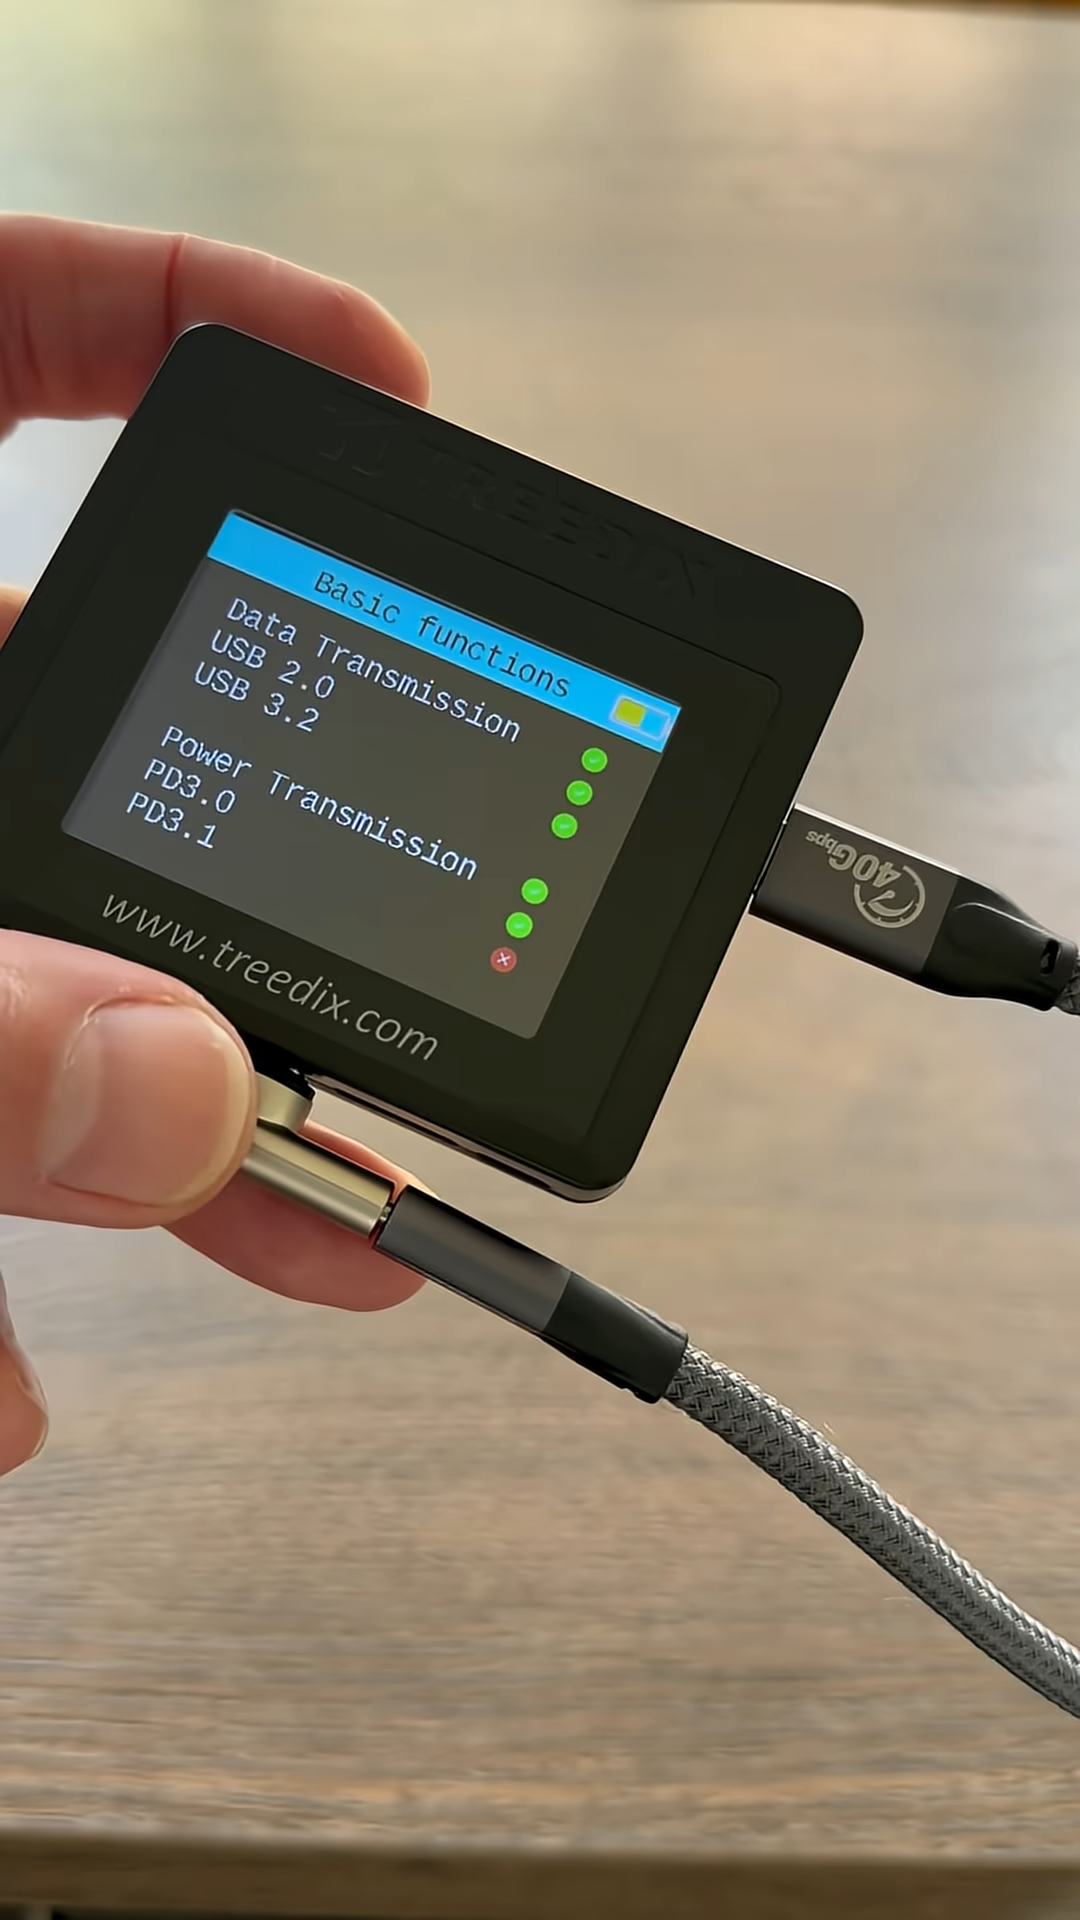 TREEDIX
Basic functions
Data Transmission
USB 2.0
USB 3.2
Power Transmission
PD3.0
PD3.1
www.treedix.com
40Gbps